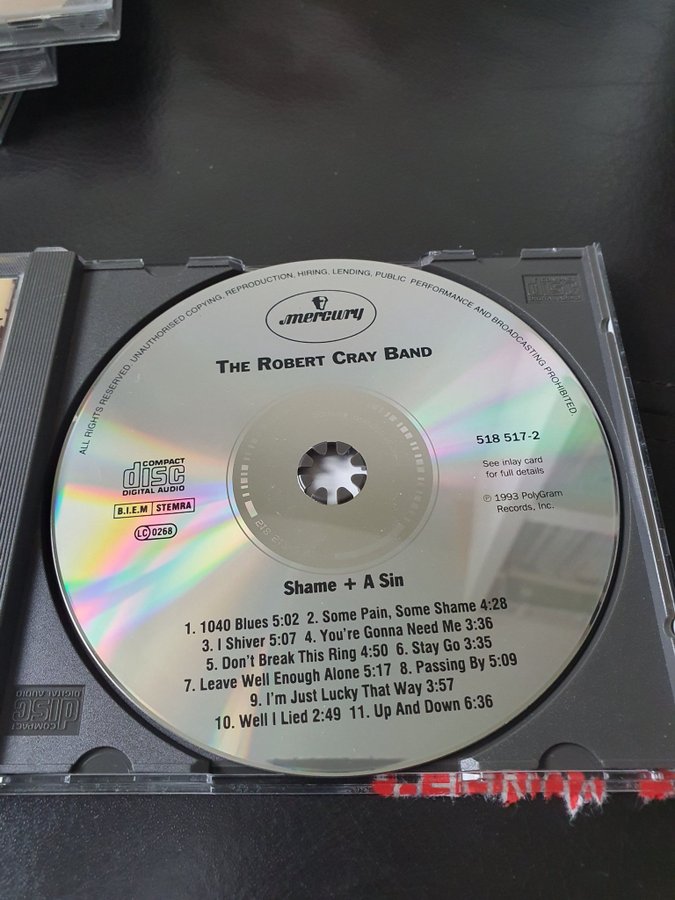 ALL RIGHTS RESERVED. UNAUTHORISED COPYING, REPRODUCTION, HIRING, LENDING, PUBLIC PERFORMANCE AND BROADCASTING PROHIBITED.
mercury
THE ROBERT CRAY BAND
518 517-2
See inlay card
for full details
℗ 1993 PolyGram
Records, Inc.
COMPACT
disc
DIGITAL AUDIO
B.I.E.M STEMRA
LC 0268
Shame + A Sin
1. 1040 Blues 5:02 2. Some Pain, Some Shame 4:28
3. I Shiver 5:07 4. You're Gonna Need Me 3:36
5. Don't Break This Ring 4:50 6. Stay Go 3:35
7. Leave Well Enough Alone 5:17 8. Passing By 5:09
9. I'm Just Lucky That Way 3:57
10. Well I Lied 2:49 11. Up And Down 6:36
COMPACT
disc
DIGITAL AUDIO